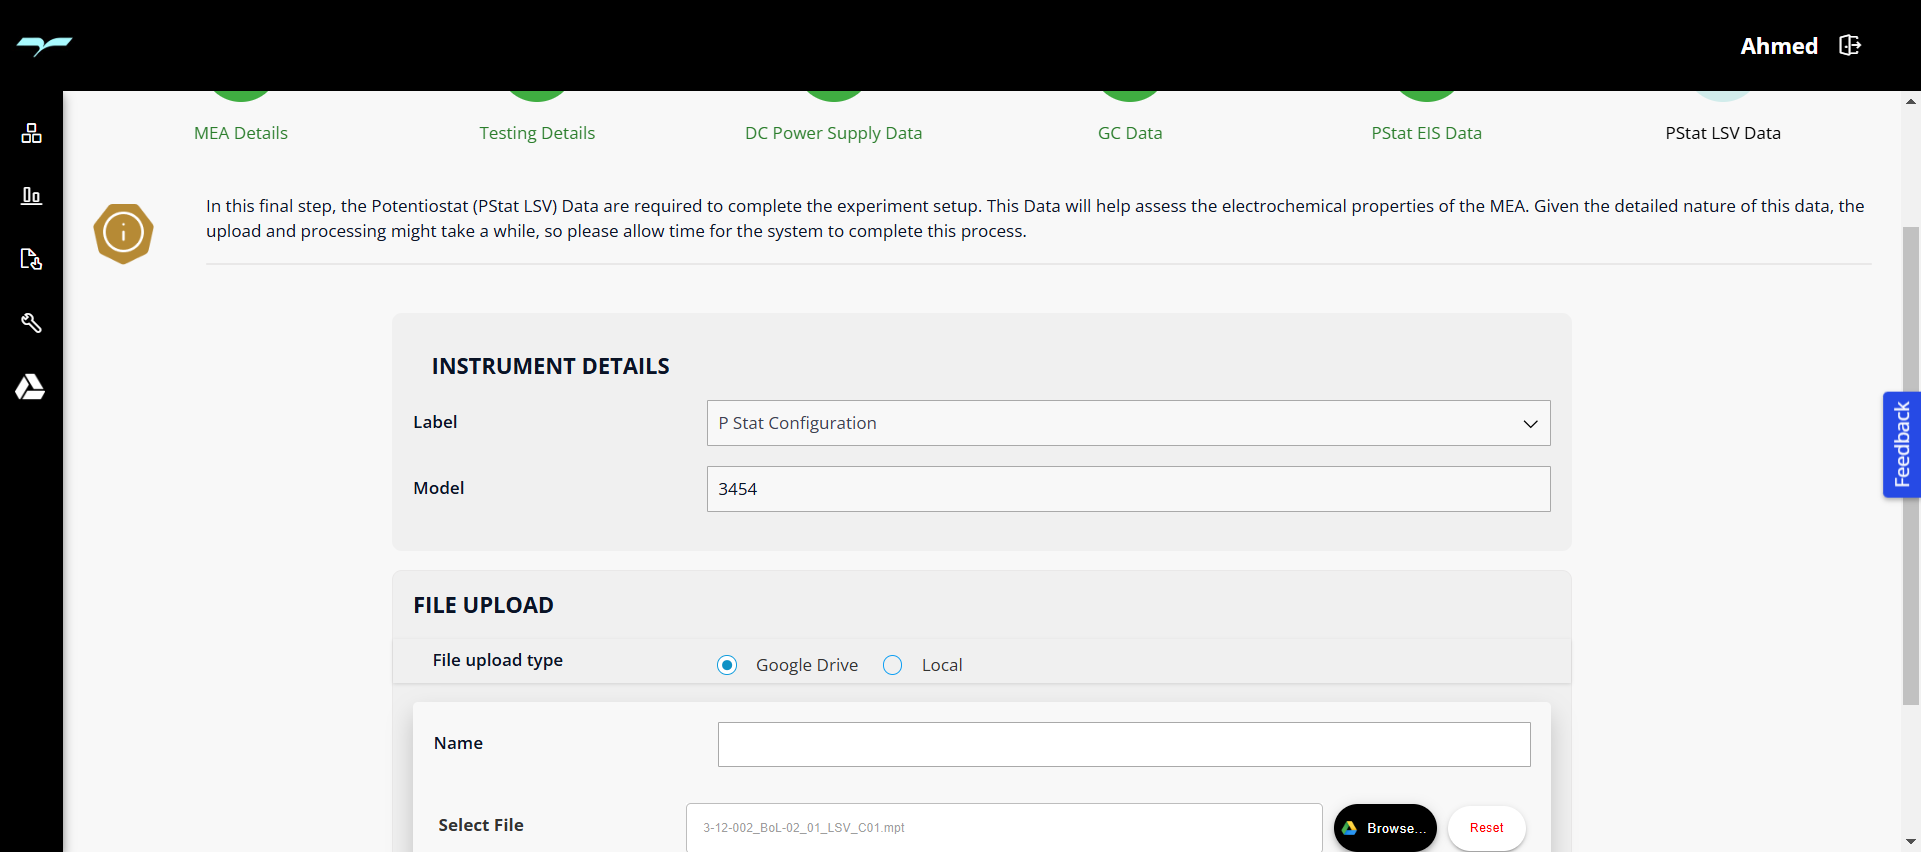 Ahmed
MEA Details
Testing Details
DC Power Supply Data
GC Data
PStat EIS Data
PStat LSV Data
In this final step, the Potentiostat (PStat LSV) Data are required to complete the experiment setup. This Data will help assess the electrochemical properties of the MEA. Given the detailed nature of this data, the
upload and processing might take a while, so please allow time for the system to complete this process.
INSTRUMENT DETAILS
Label
P Stat Configuration
Model
3454
Feedback
FILE UPLOAD
File upload type
Google Drive
Local
Name
Select File
3-12-002_BoL-02_01_LSV_C01.mpt
Browse...
Reset